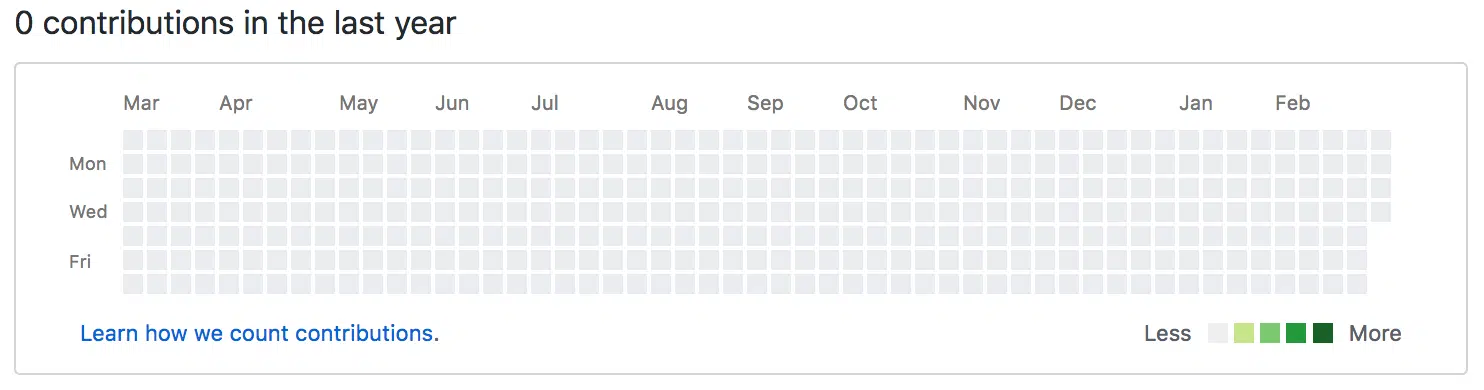 0 contributions in the last year
Mar Apr May Jun Jul Aug Sep Oct Nov Dec Jan Feb
Mon
Wed
Fri
Learn how we count contributions. Less More